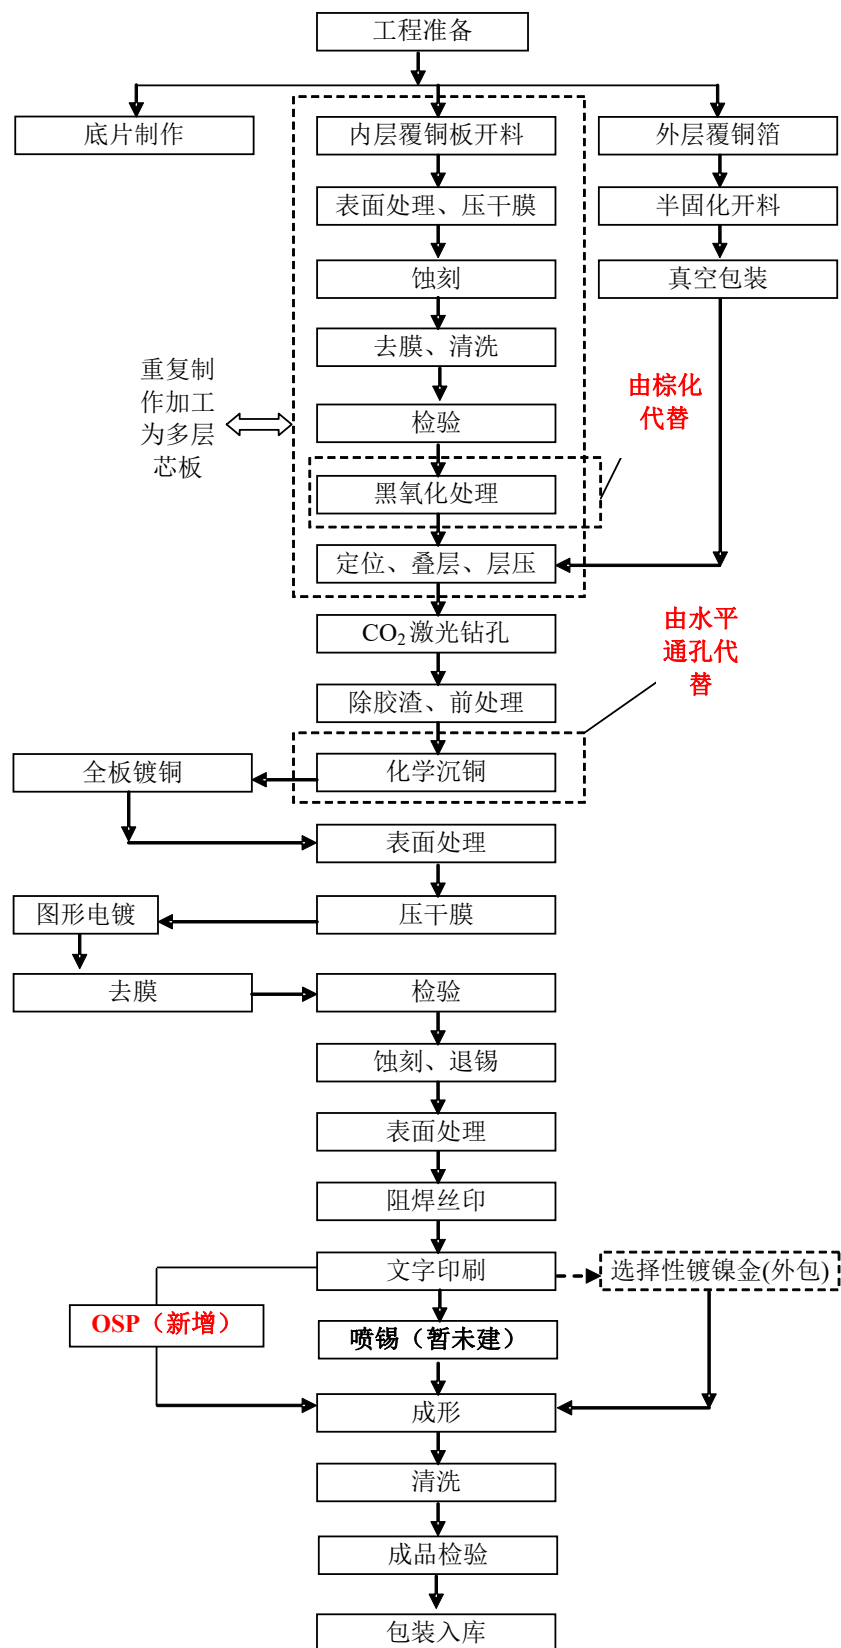 工程准备
底片制作
内层覆铜板开料
外层覆铜箔
表面处理、压干膜
半固化开料
蚀刻
真空包装
去膜、清洗
重复制
作加工
为多层
芯板
由棕化
代替
检验
黑氧化处理
定位、叠层、层压
CO₂激光钻孔
由水平
通孔代
替
除胶渣、前处理
化学沉铜
全板镀铜
表面处理
图形电镀
压干膜
去膜
检验
蚀刻、退锡
表面处理
阻焊丝印
文字印刷
选择性镀镍金(外包)
OSP（新增）
喷锡（暂未建）
成形
清洗
成品检验
包装入库